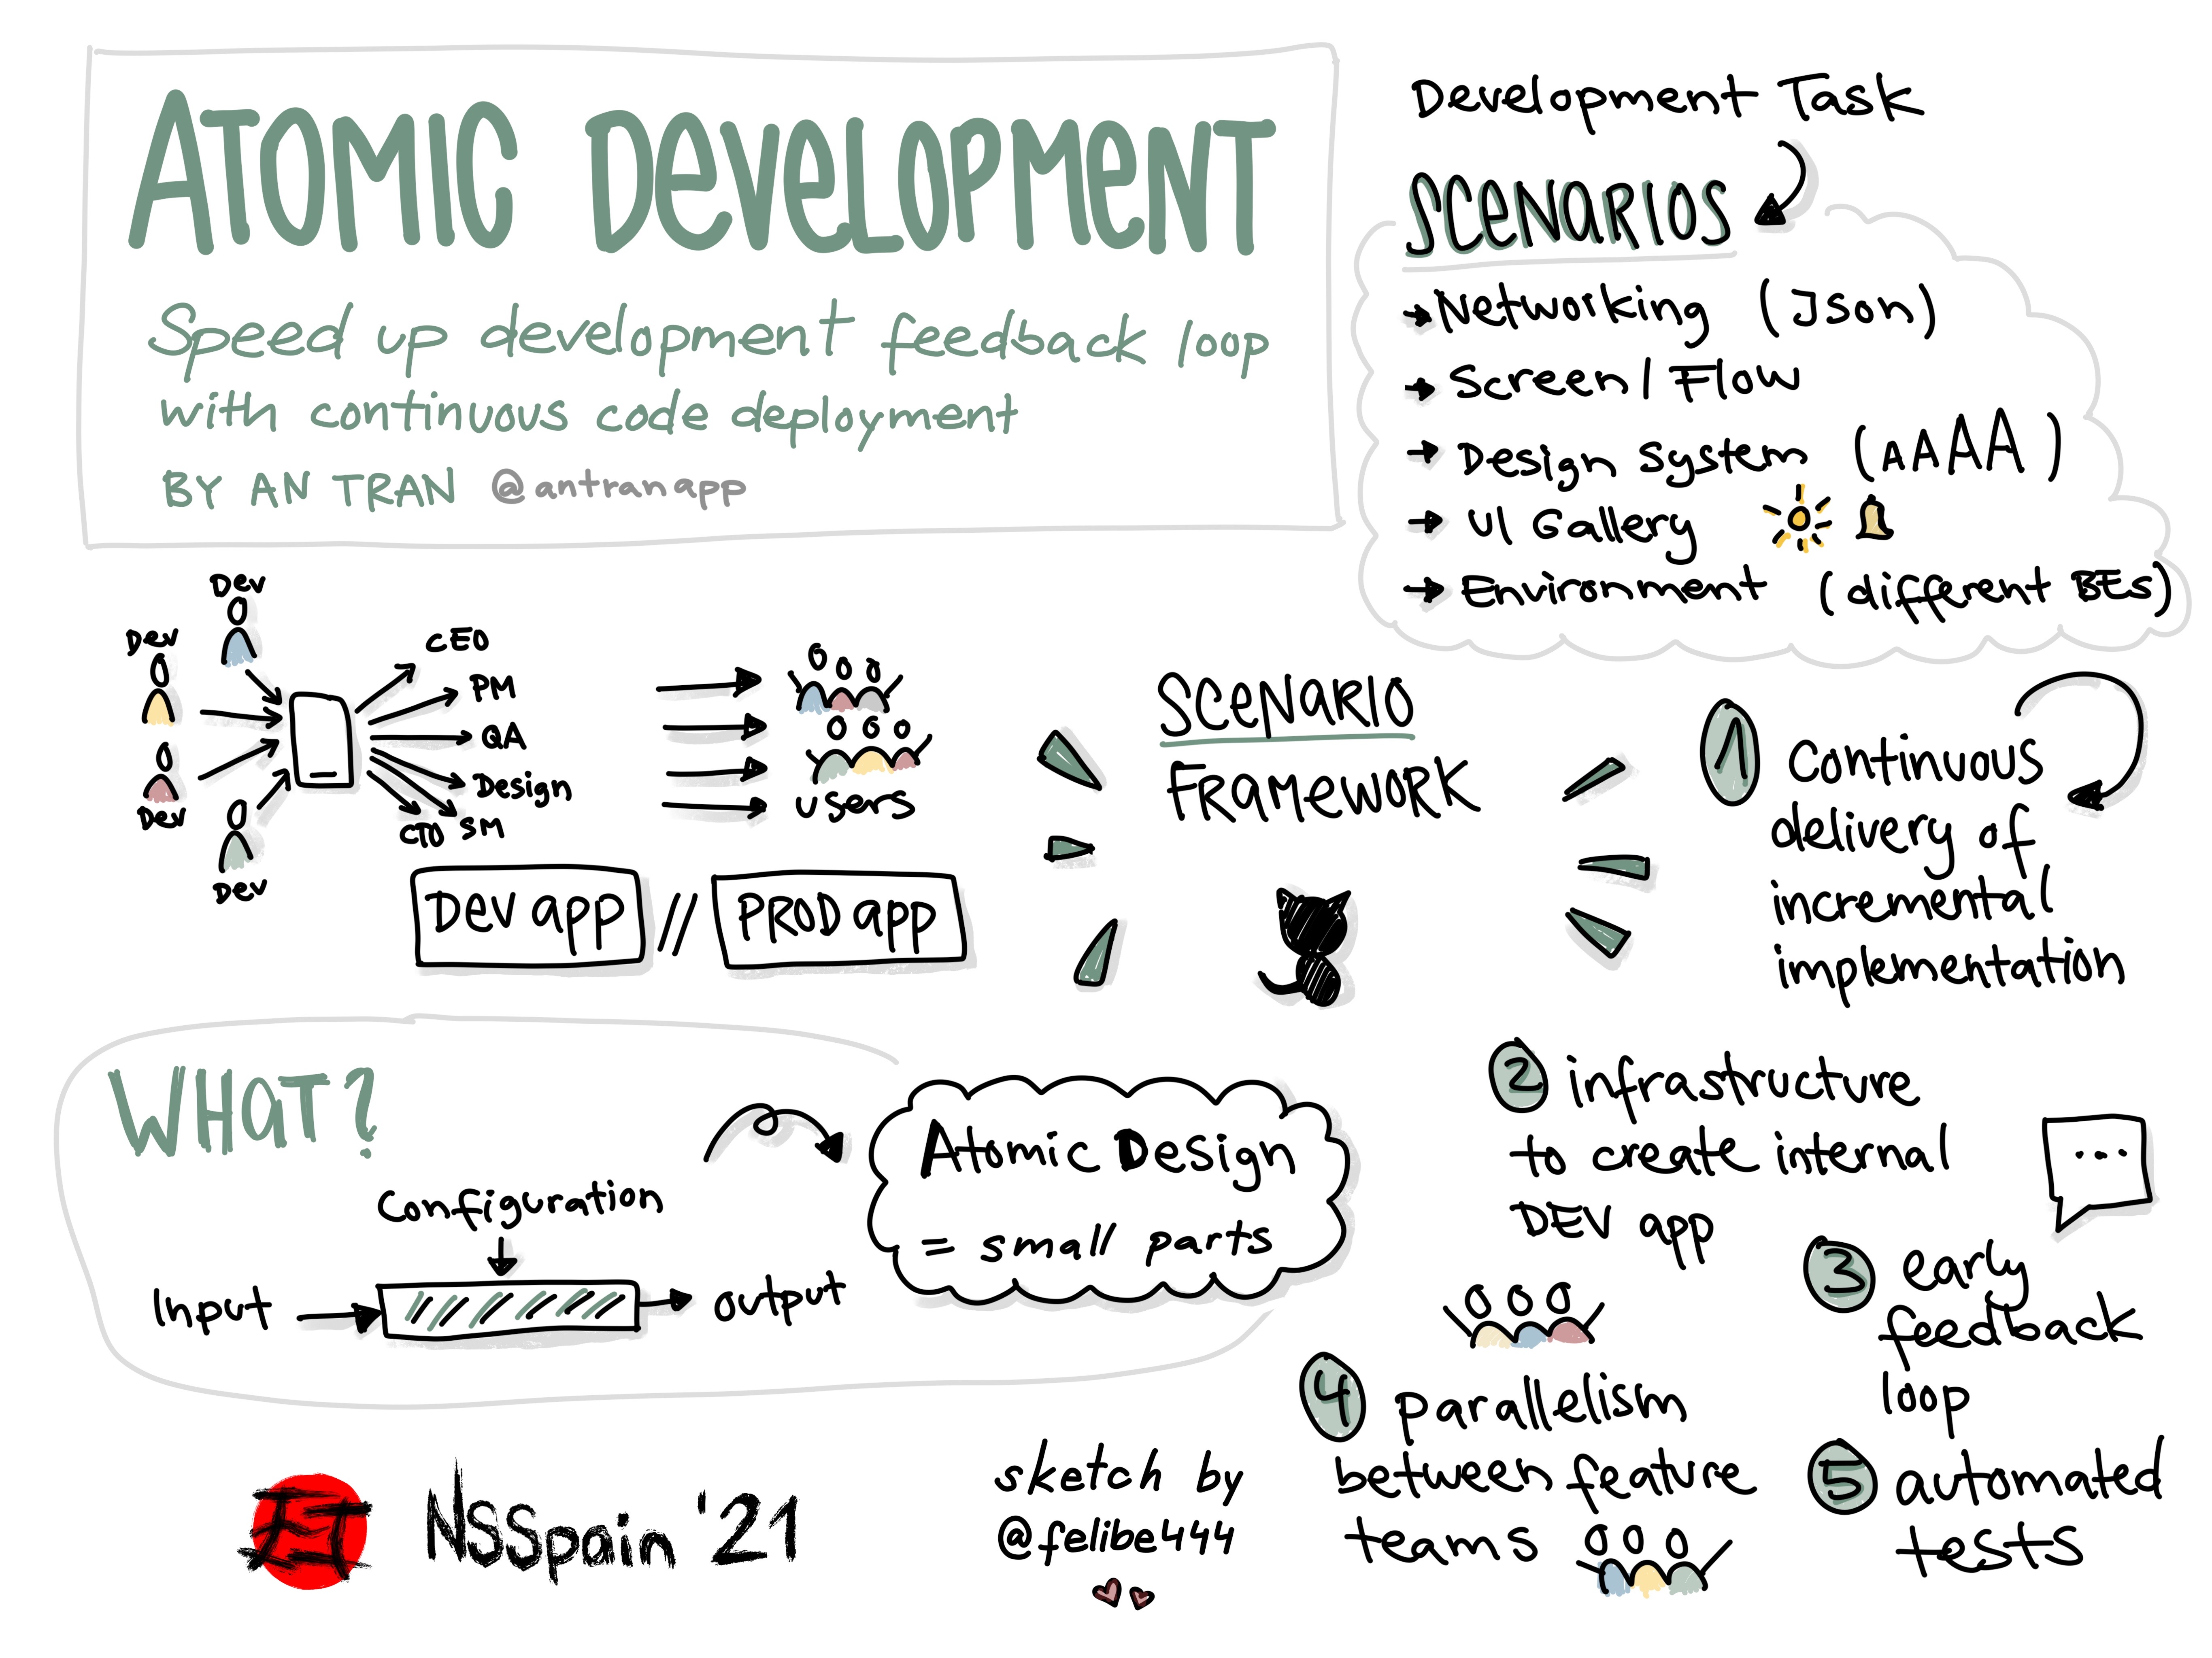 ATOMIC DEVELOPMENT
Speed up development feedback loop
with continuous code deployment
BY AN TRAN @antranapp
Development Task
SCENARIOS
Networking (Json)
Screen / Flow
Design System (AAAA)
UI Gallery
Environment (different BEs)
Dev
Dev
Dev
Dev
CEO
PM
QA
Design
SM
CTO
users
Dev app // PROD app
SCENARIO
FRAMEWORK
1 continuous
delivery of
incremental
implementation
2 infrastructure
to create internal
DEV app
...
3 early
feedback
loop
4 parallelism
between feature
teams
5 automated
tests
WHAT?
Configuration
Input
output
Atomic Design
= small parts
NSSpain '21
sketch by
@felibe444